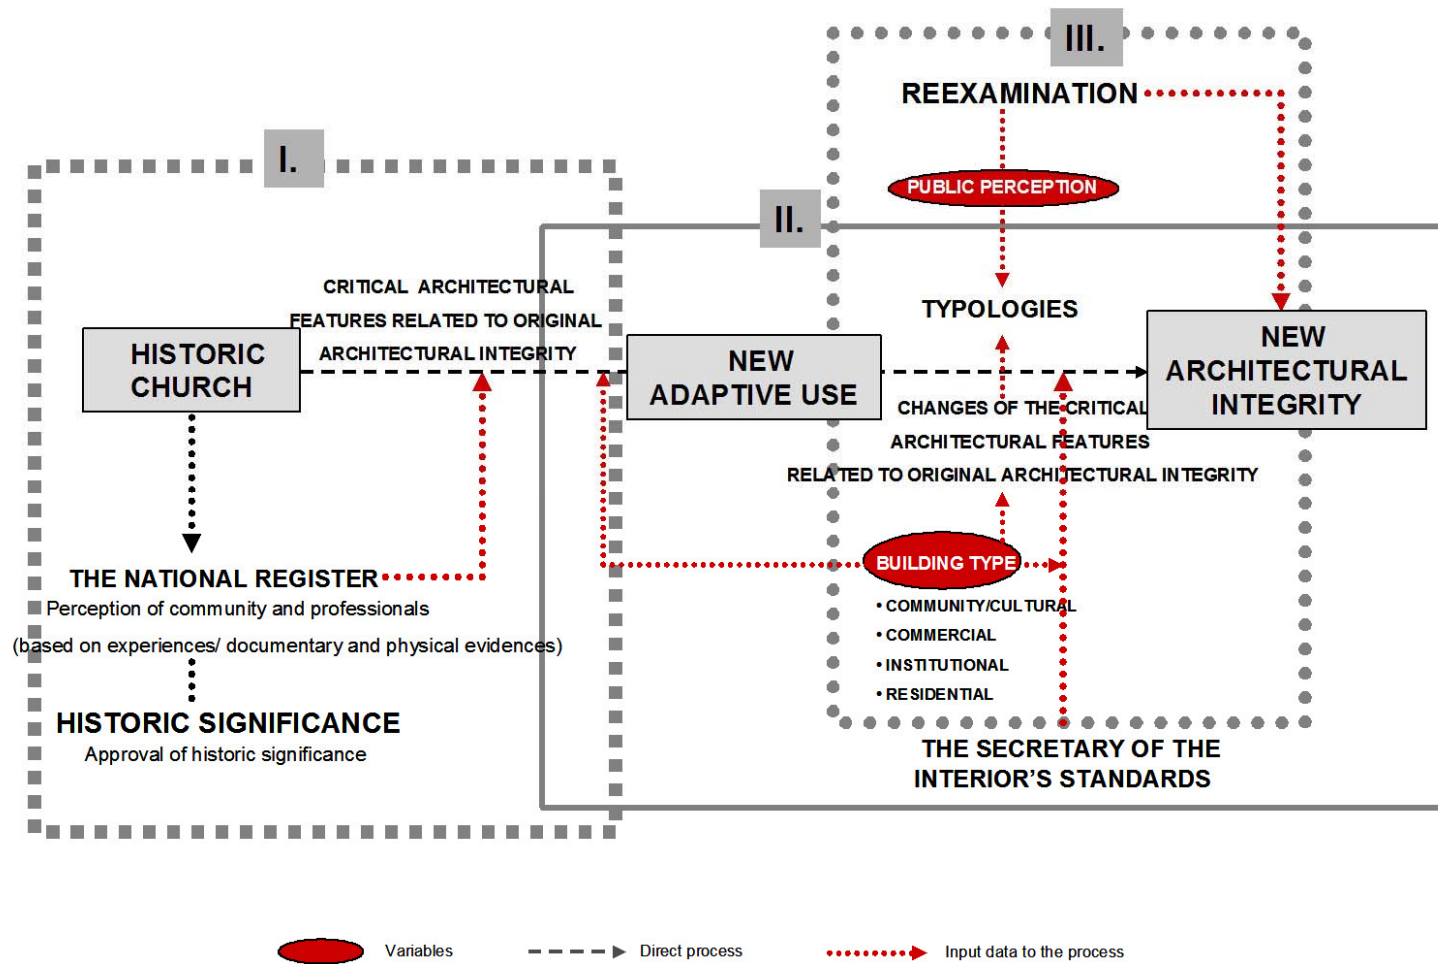 I.
HISTORIC
CHURCH
CRITICAL ARCHITECTURAL
FEATURES RELATED TO ORIGINAL
ARCHITECTURAL INTEGRITY
THE NATIONAL REGISTER
Perception of community and professionals
(based on experiences/ documentary and physical evidences)
HISTORIC SIGNIFICANCE
Approval of historic significance
II.
NEW
ADAPTIVE USE
III.
REEXAMINATION
PUBLIC PERCEPTION
TYPOLOGIES
NEW
ARCHITECTURAL
INTEGRITY
CHANGES OF THE CRITICAL
ARCHITECTURAL FEATURES
RELATED TO ORIGINAL ARCHITECTURAL INTEGRITY
BUILDING TYPE
• COMMUNITY/CULTURAL
• COMMERCIAL
• INSTITUTIONAL
• RESIDENTIAL
THE SECRETARY OF THE
INTERIOR'S STANDARDS
Variables
Direct process
Input data to the process